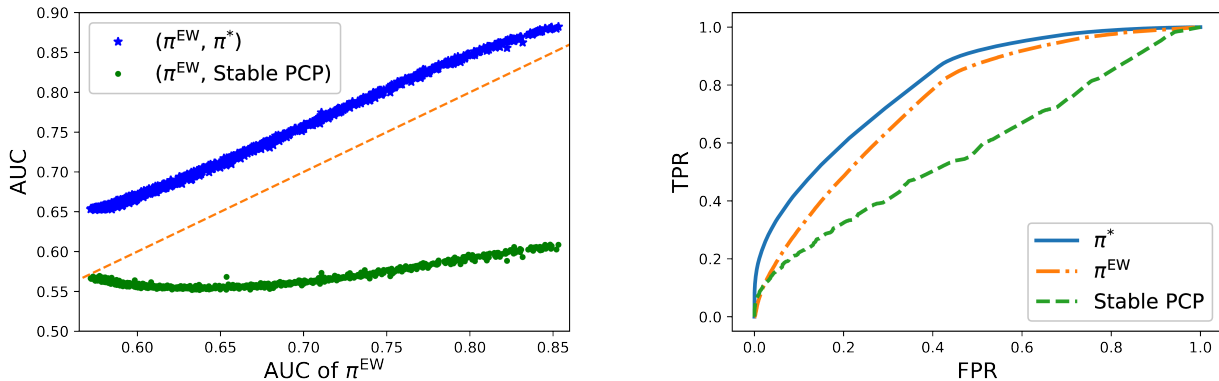 0.90
0.85
0.80
0.75
0.70
0.65
0.60
0.55
0.50
AUC
(π^EW, π*)
(π^EW, Stable PCP)
0.60 0.65 0.70 0.75 0.80 0.85
AUC of π^EW
1.0
0.8
0.6
0.4
0.2
0.0
TPR
π*
π^EW
Stable PCP
0.0 0.2 0.4 0.6 0.8 1.0
FPR